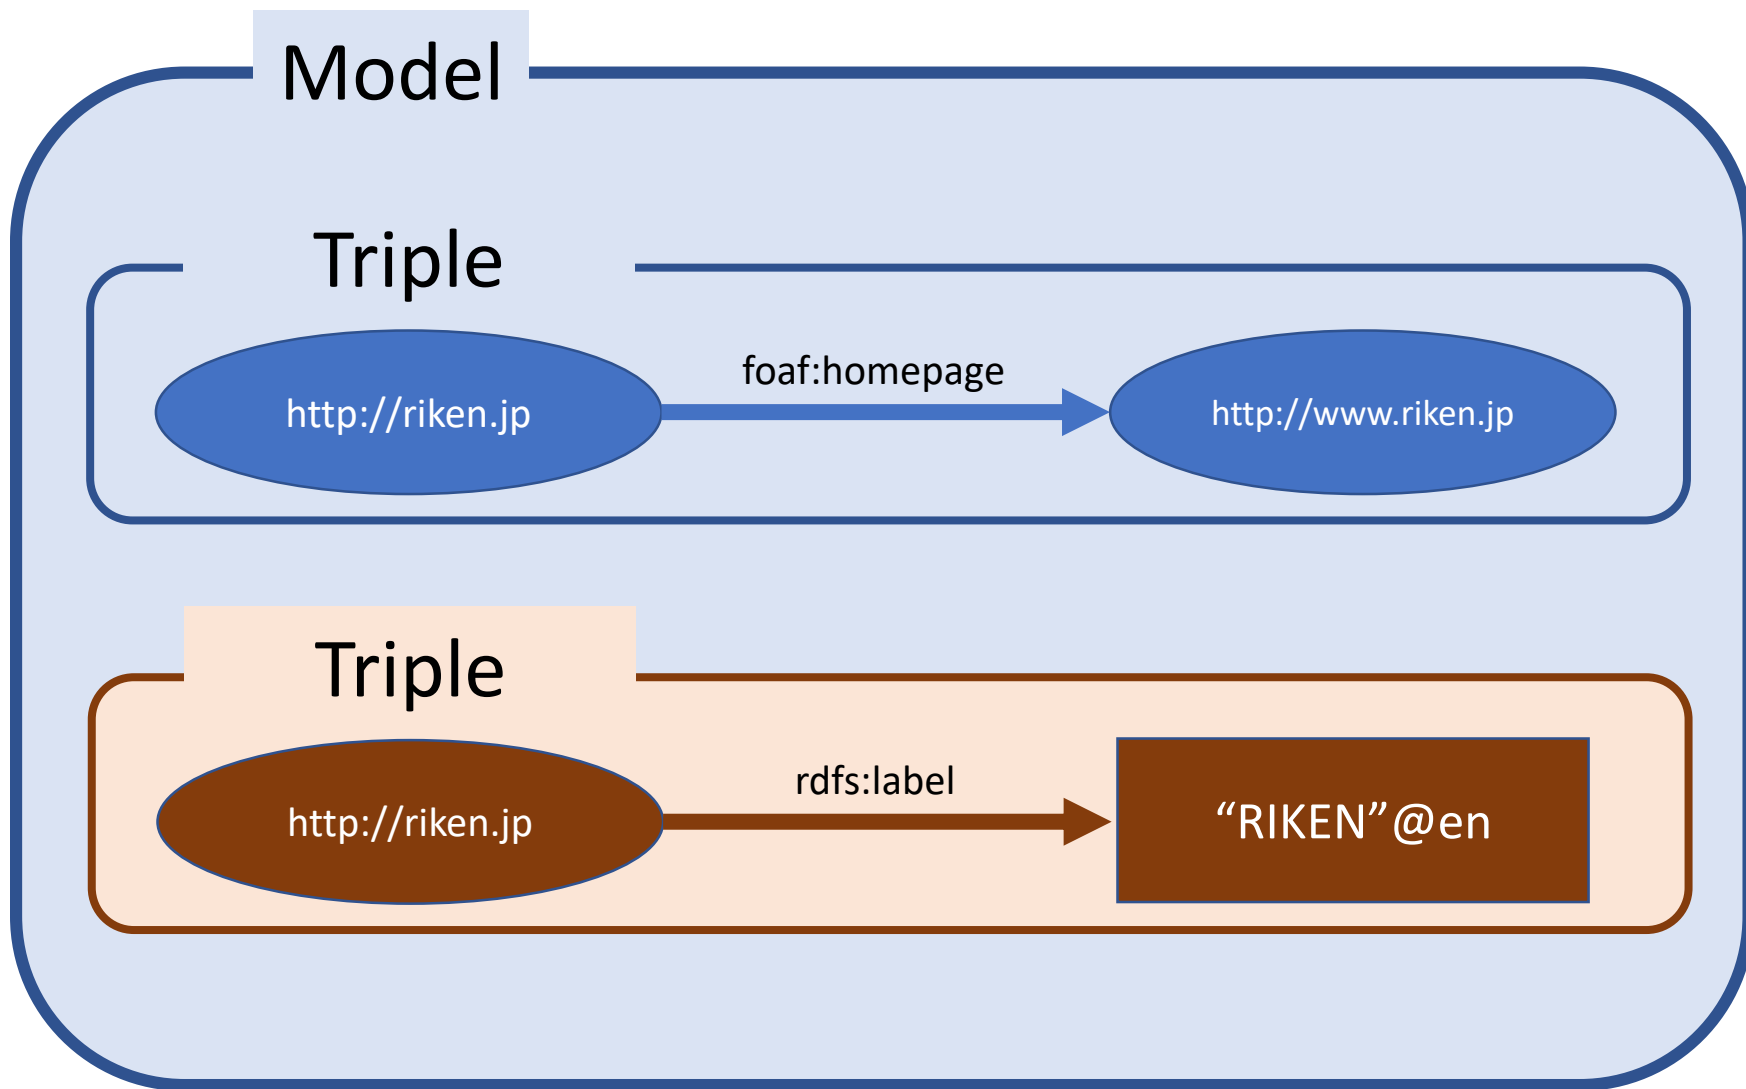 Model
Triple
http://riken.jp
foaf:homepage
http://www.riken.jp
Triple
http://riken.jp
rdfs:label
“RIKEN”@en